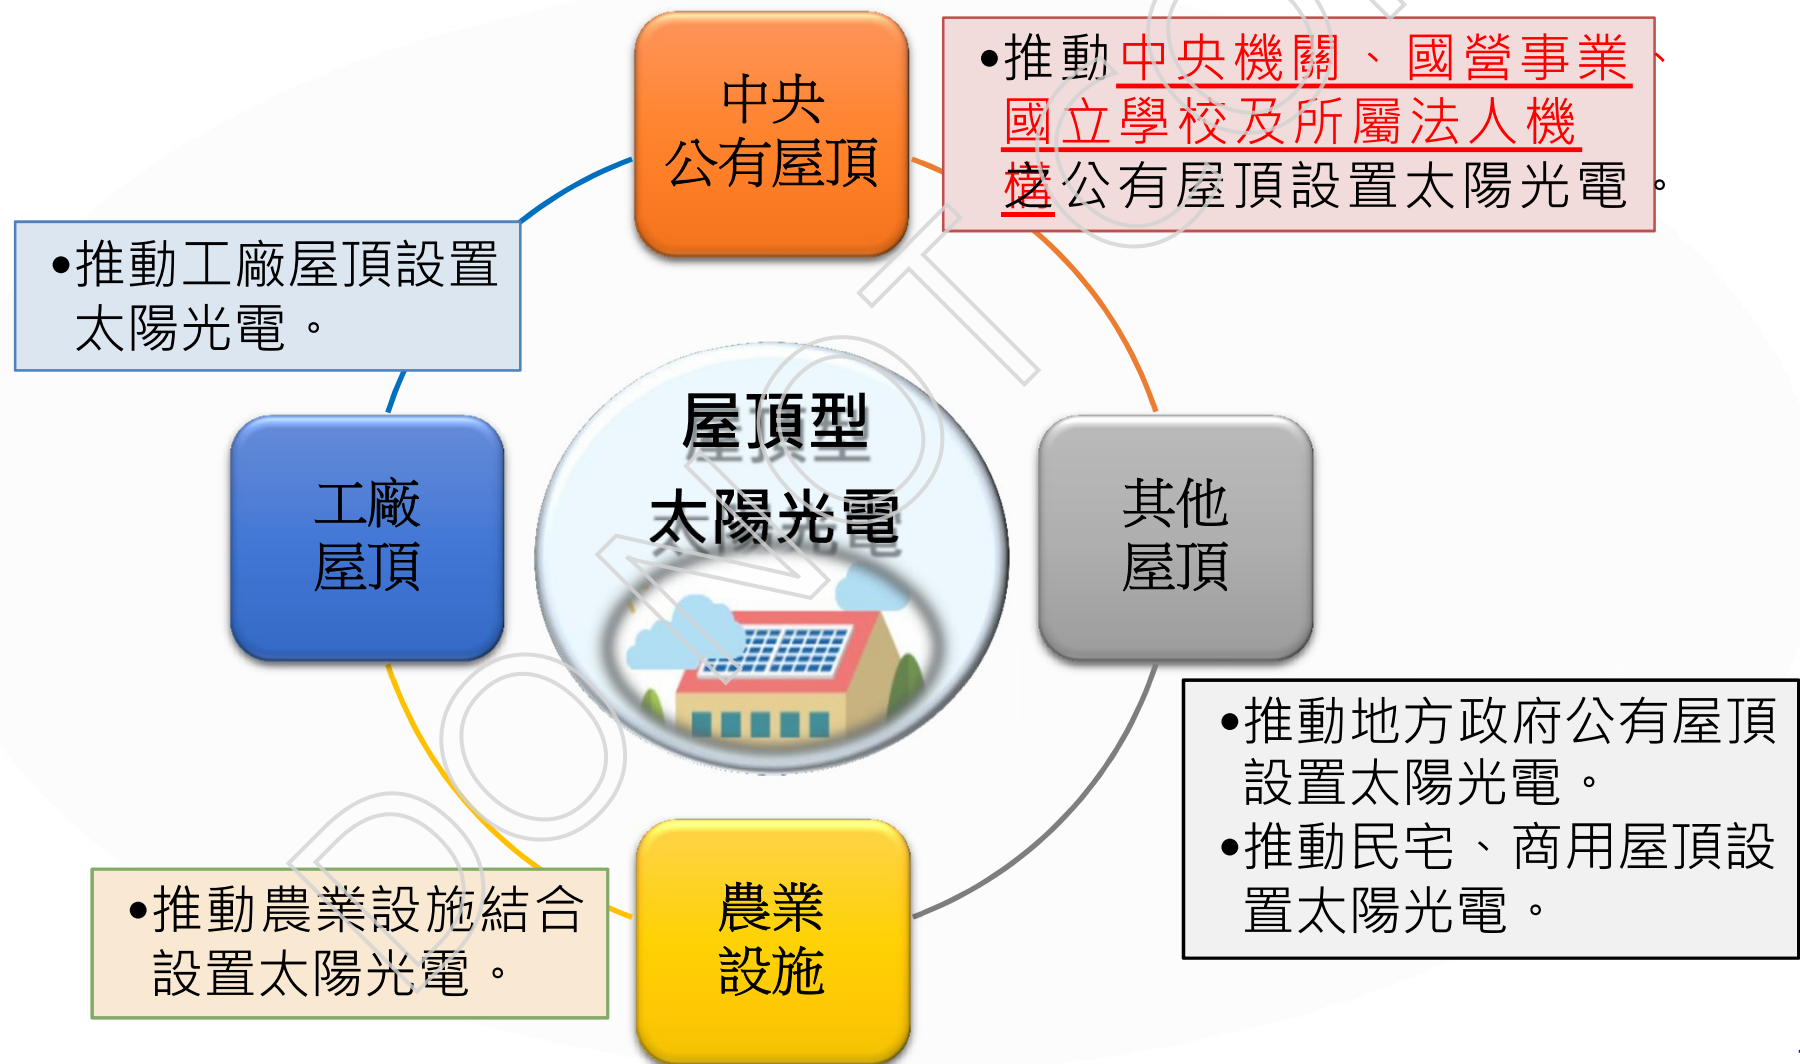 中央
公有屋頂
•推動中央機關、國營事業、
國立學校及所屬法人機
構之公有屋頂設置太陽光電。
•推動工廠屋頂設置
太陽光電。
屋頂型
太陽光電
工廠
屋頂
其他
屋頂
•推動地方政府公有屋頂
設置太陽光電。
•推動民宅、商用屋頂設
置太陽光電。
•推動農業設施結合
設置太陽光電。
農業
設施